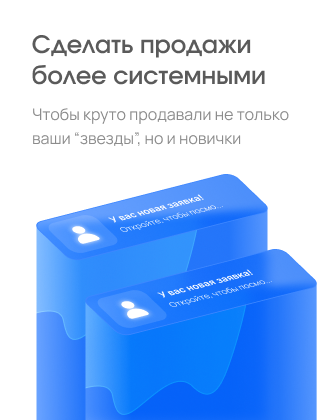 Сделать продажи
более системными
Чтобы круто продавали не только
ваши “звезды”, но и новички
У вас новая заявка!
Откройте, чтобы посмо...
У вас новая заявка!
Откройте, чтобы посмо...